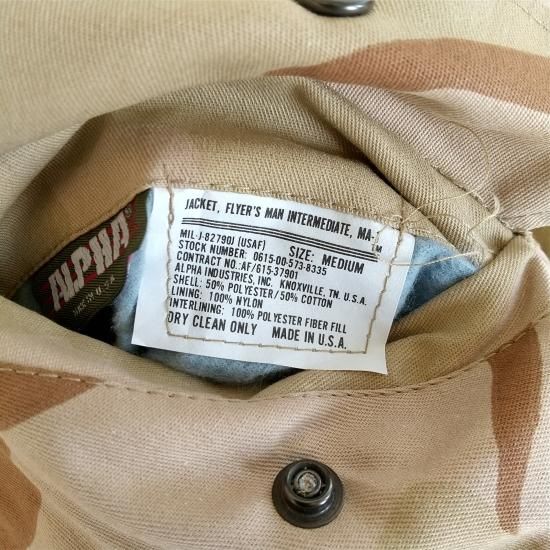 ALPHA
JACKET, FLYER'S MAN INTERMEDIATE, MA-
MIL-J-82790J (USAF)
SIZE: MEDIUM
STOCK NUMBER: 0615-00-573-8335
CONTRACT NO: AF/615-37901
ALPHA INDUSTRIES, INC. KNOXVILLE, TN. U.S.A.
SHELL: 50% POLYESTER/50% COTTON
LINING: 100% NYLON
INTERLINING: 100% POLYESTER FIBER FILL
DRY CLEAN ONLY MADE IN U.S.A.
TM